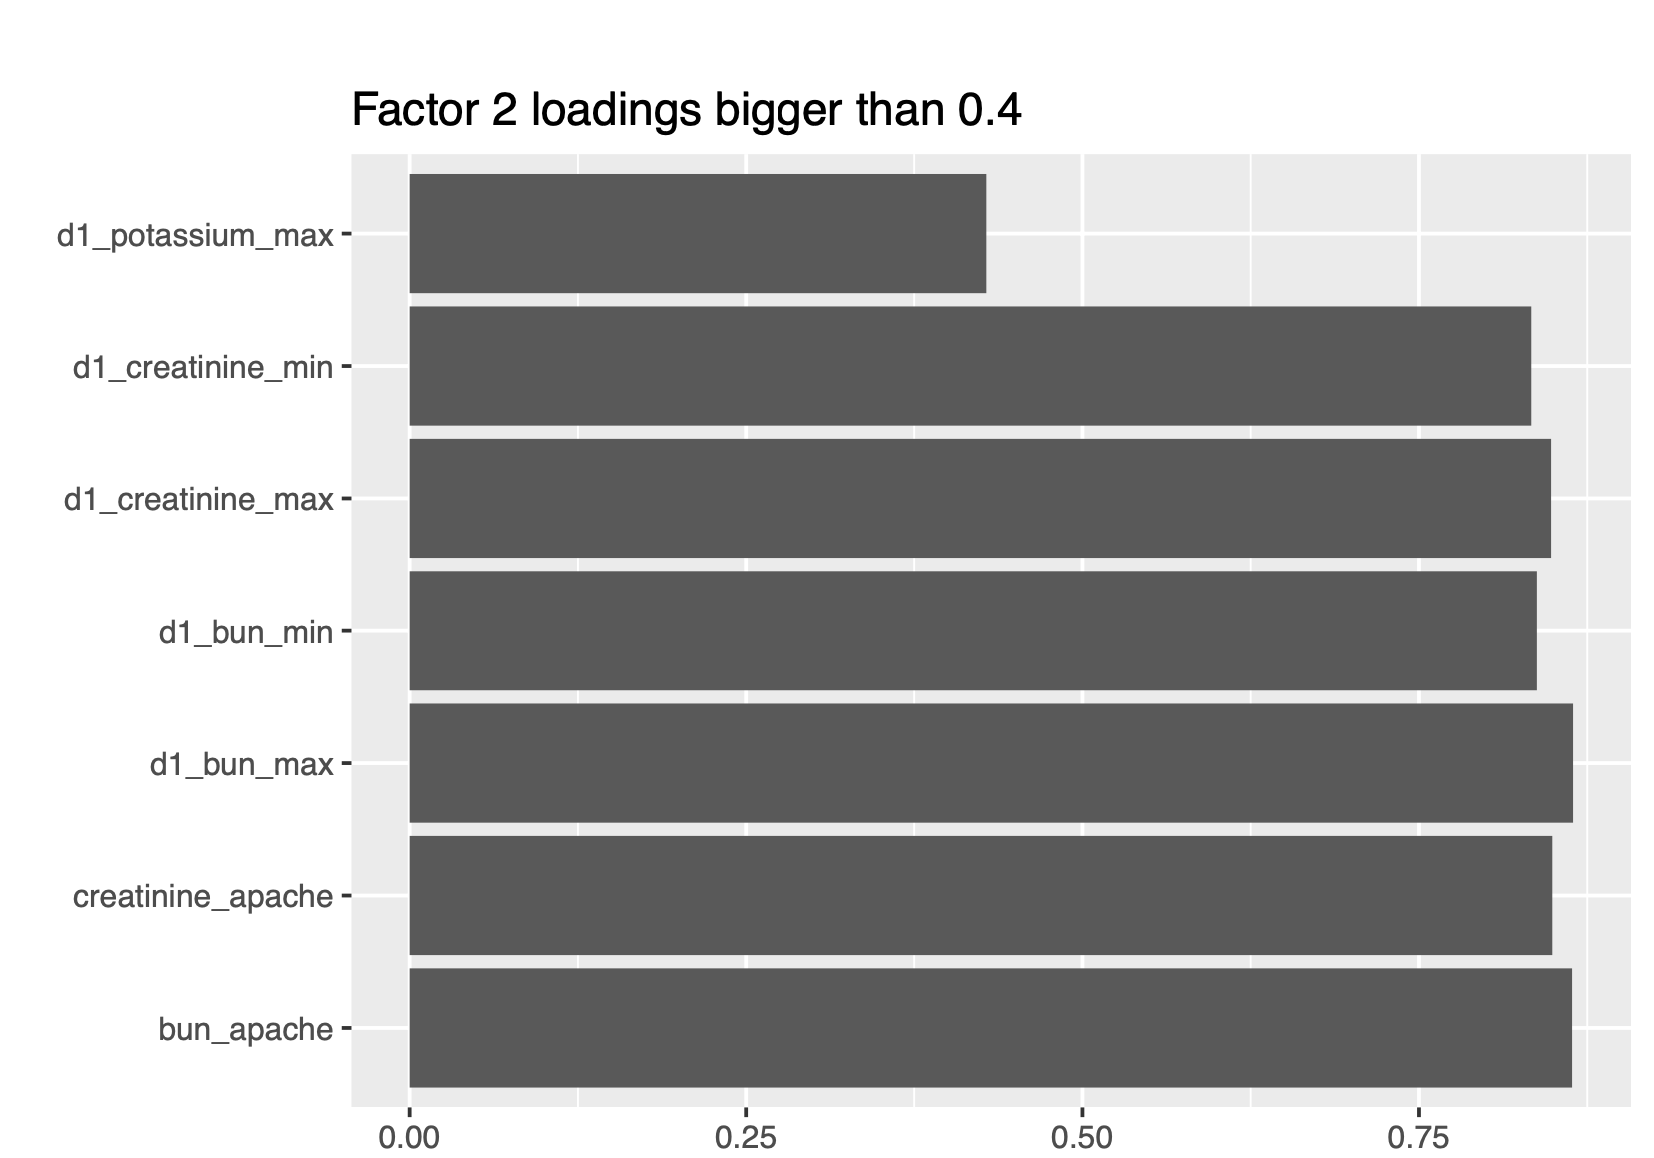 Factor 2 loadings bigger than 0.4
d1_potassium_max
d1_creatinine_min
d1_creatinine_max
d1_bun_min
d1_bun_max
creatinine_apache
bun_apache
0.00 0.25 0.50 0.75